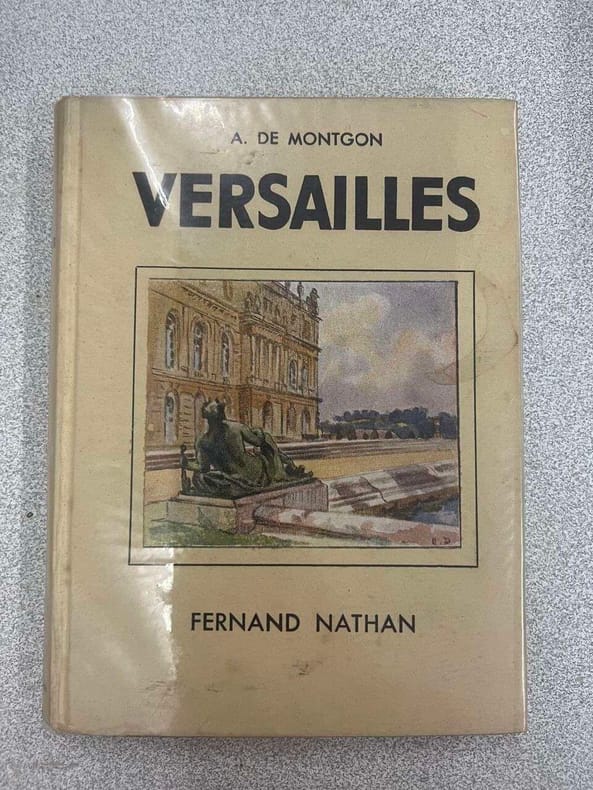 A. DE MONTGON
VERSAILLES
FERNAND NATHAN